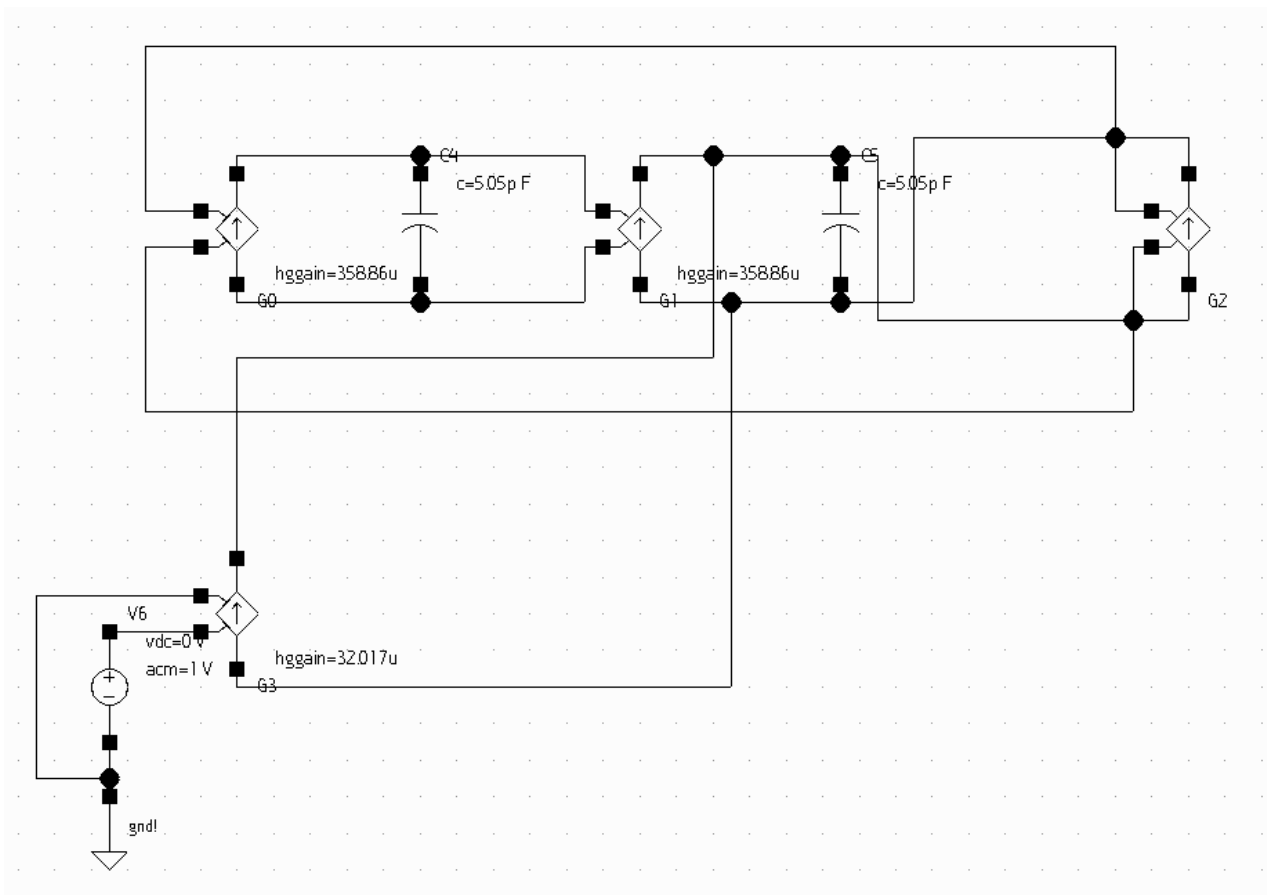 C4
C5
c=5.05p F
c=5.05p F
hggain=358.86u
hggain=358.86u
G0
G1
G2
V6
vdc=0 V
acm=1 V
hggain=32.017u
G3
gnd!